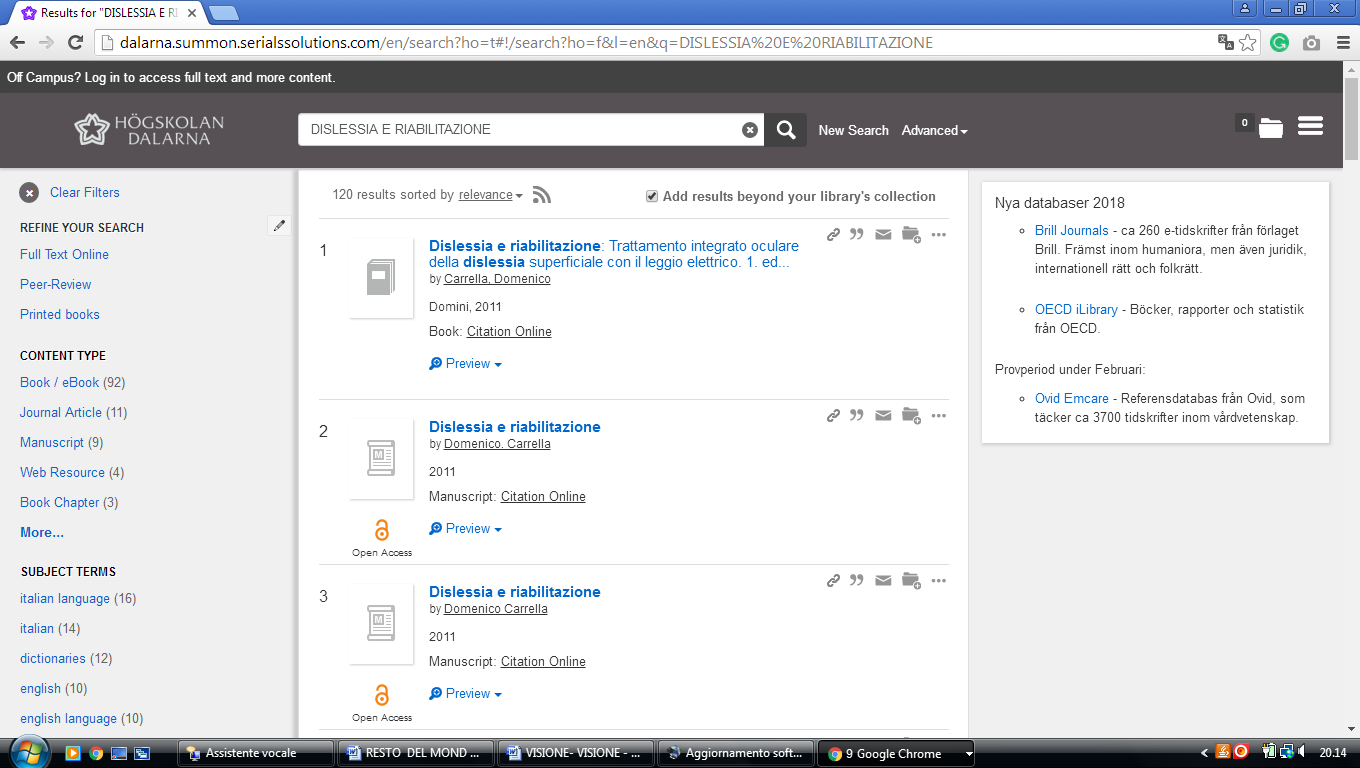 Results for "DISLESSIA E RI
dalarna.summon.serialssolutions.com/en/search?ho=t#!/search?ho=f&l=en&q=DISLESSIA%20E%20RIABILITAZIONE
Off Campus? Log in to access full text and more content.
HÖGSKOLAN
DALARNA
DISLESSIA E RIABILITAZIONE
New Search
Advanced
0
Clear Filters
REFINE YOUR SEARCH
Full Text Online
Peer-Review
Printed books
CONTENT TYPE
Book / eBook (92)
Journal Article (11)
Manuscript (9)
Web Resource (4)
Book Chapter (3)
More...
SUBJECT TERMS
italian language (16)
italian (14)
dictionaries (12)
english (10)
english language (10)
120 results sorted by relevance
Add results beyond your library's collection
1
Dislessia e riabilitazione: Trattamento integrato oculare
della dislessia superficiale con il leggio elettrico. 1. ed...
by Carrella, Domenico
Domini, 2011
Book: Citation Online
Preview
2
Dislessia e riabilitazione
by Domenico. Carrella
2011
Manuscript: Citation Online
Preview
Open Access
3
Dislessia e riabilitazione
by Domenico Carrella
2011
Manuscript: Citation Online
Preview
Open Access
Nya databaser 2018
Brill Journals - ca 260 e-tidskrifter från förlaget
Brill. Främst inom humaniora, men även juridik,
internationell rätt och folkrätt.
OECD iLibrary - Böcker, rapporter och statistik
från OECD.
Provperiod under Februari:
Ovid Emcare - Referensdatabas från Ovid, som
täcker ca 3700 tidskrifter inom vårdvetenskap.
Assistente vocale
RESTO DEL MOND ...
VISIONE- VISIONE - ...
Aggiornamento soft...
9 Google Chrome
20.14